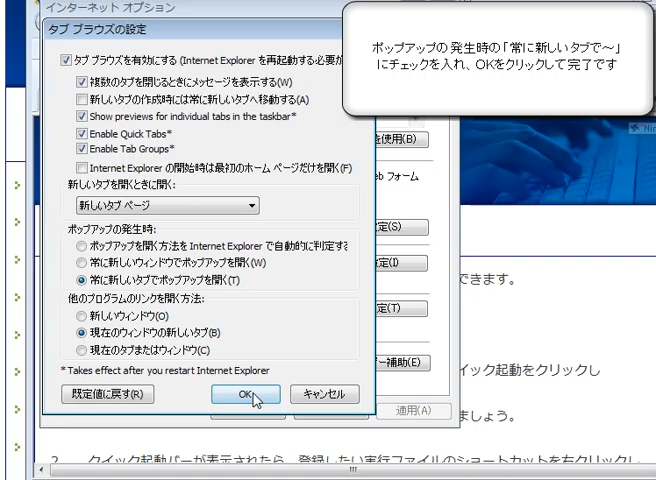 インターネット オプション
タブ ブラウズの設定
タブ ブラウズを有効にする (Internet Explorer を再起動する必要が
複数のタブを閉じるときにメッセージを表示する(W)
新しいタブの作成時には常に新しいタブへ移動する(A)
Show previews for individual tabs in the taskbar*
Enable Quick Tabs*
Enable Tab Groups*
Internet Explorer の開始時は最初のホーム ページだけを開く(F)
新しいタブを開くときに開く:
新しいタブ ページ
ポップアップの発生時:
ポップアップを開く方法を Internet Explorer で自動的に判定する
常に新しいウィンドウでポップアップを開く(W)
常に新しいタブでポップアップを開く(T)
他のプログラムのリンクを開く方法:
新しいウィンドウ(O)
現在のウィンドウの新しいタブ(B)
現在のタブまたはウィンドウ(C)
*Takes effect after you restart Internet Explorer
既定値に戻す(R)
OK
キャンセル
ポップアップの発生時の「常に新しいタブで～」
にチェックを入れ、OKをクリックして完了です
を使用(B)
eb フォーム
定(S)
定(I)
定(T)
ー補助(E)
適用(A)
できます。
イック起動をクリックし
ましょう。
2. クイック起動バーが表示されたら、登録したい実行ファイルのショートカットを右クリックし